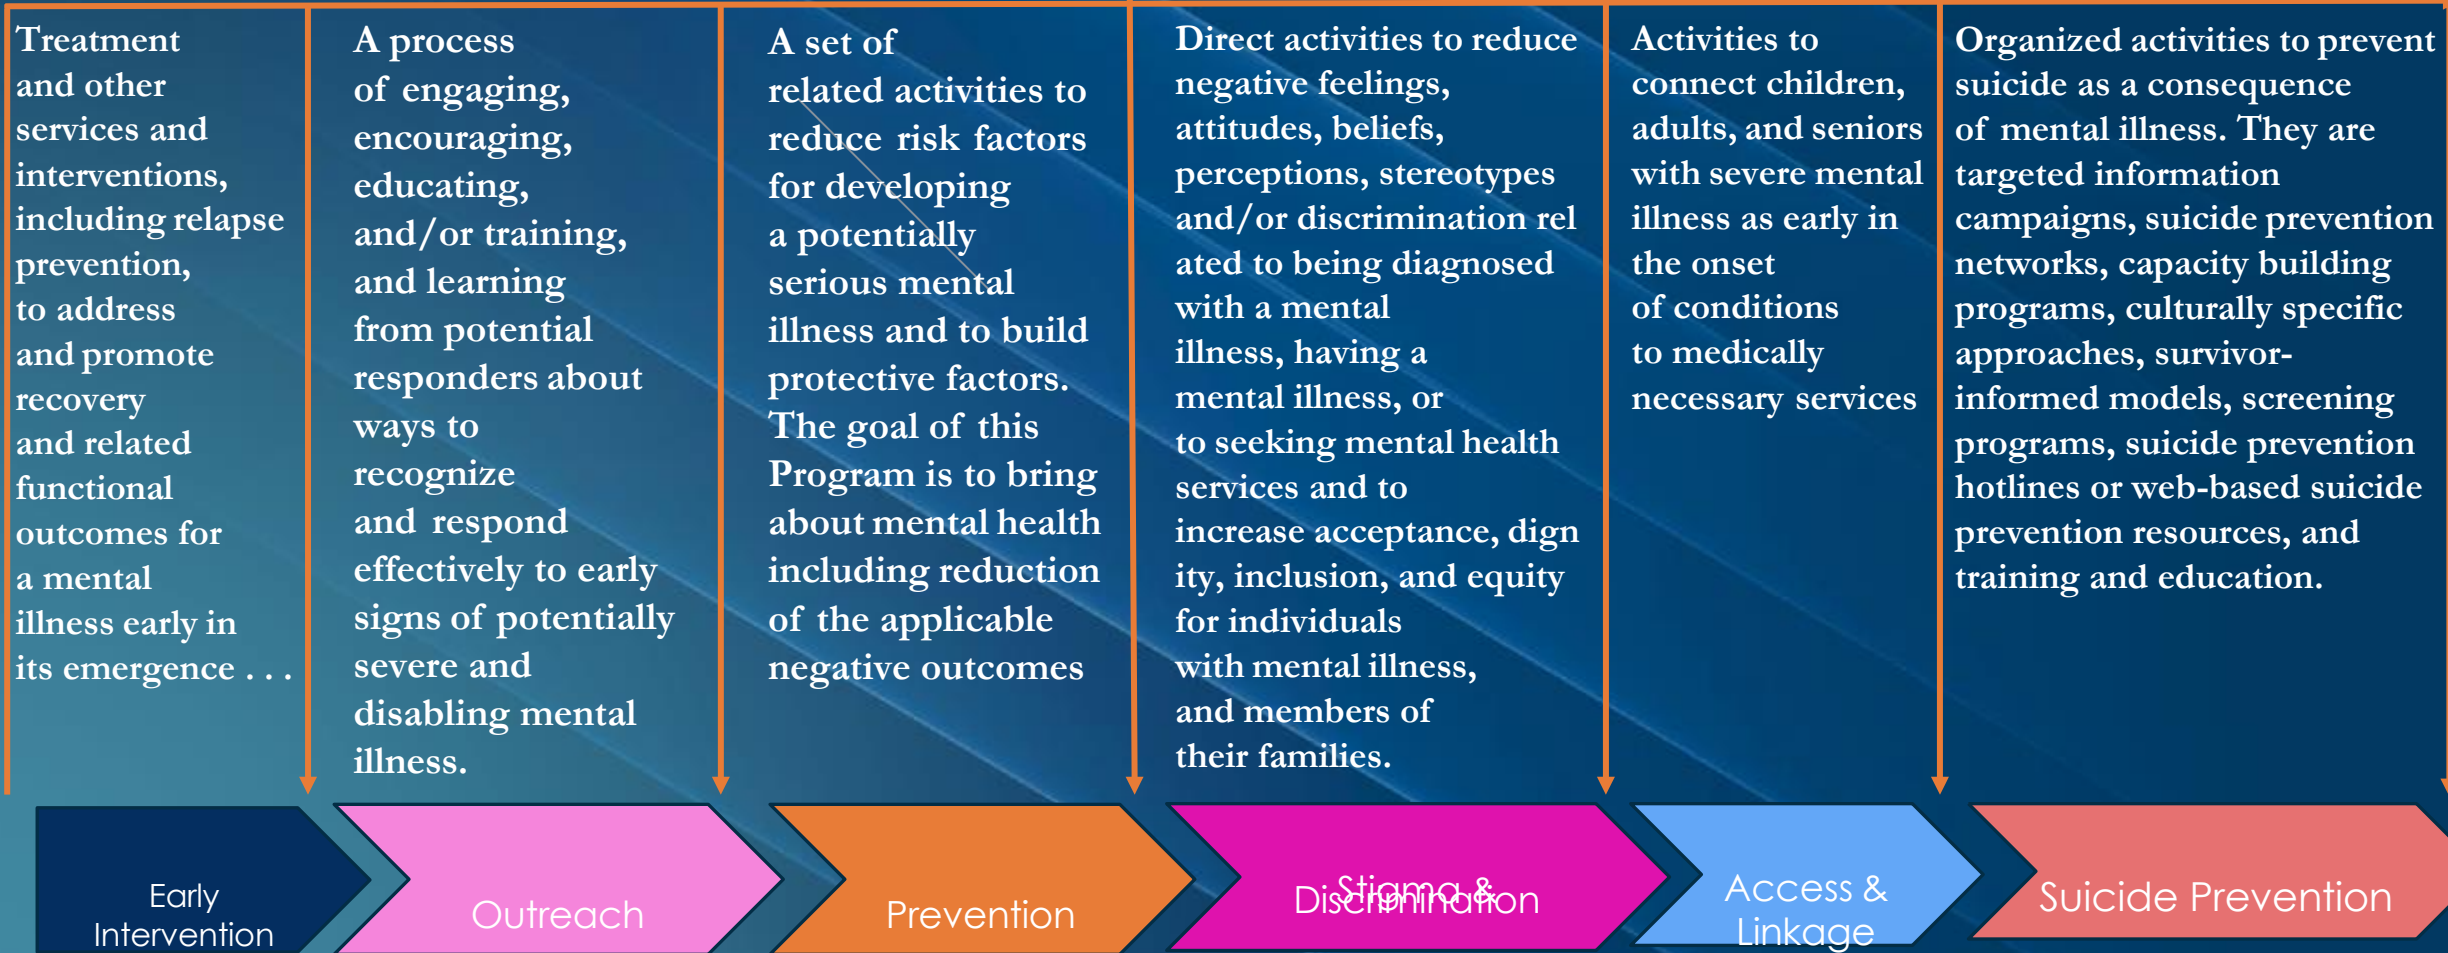 Treatment
and other
services and
interventions,
including relapse
prevention,
to address
and promote
recovery
and related
functional
outcomes for
a mental
illness early in
its emergence . . .
A process
of engaging,
encouraging,
educating,
and/or training,
and learning
from potential
responders about
ways to
recognize
and respond
effectively to early
signs of potentially
severe and
disabling mental
illness.
A set of
related activities to
reduce risk factors
for developing
a potentially
serious mental
illness and to build
protective factors.
The goal of this
Program is to bring
about mental health
including reduction
of the applicable
negative outcomes
Direct activities to reduce
negative feelings,
attitudes, beliefs,
perceptions, stereotypes
and/or discrimination rel
ated to being diagnosed
with a mental
illness, having a
mental illness, or
to seeking mental health
services and to
increase acceptance, dign
ity, inclusion, and equity
for individuals
with mental illness,
and members of
their families.
Activities to
connect children,
adults, and seniors
with severe mental
illness as early in
the onset
of conditions
to medically
necessary services
Organized activities to prevent
suicide as a consequence
of mental illness. They are
targeted information
campaigns, suicide prevention
networks, capacity building
programs, culturally specific
approaches, survivor-
informed models, screening
programs, suicide prevention
hotlines or web-based suicide
prevention resources, and
training and education.
Early
Intervention
Outreach
Prevention
Stigma &
Discrimination
Access &
Linkage
Suicide Prevention